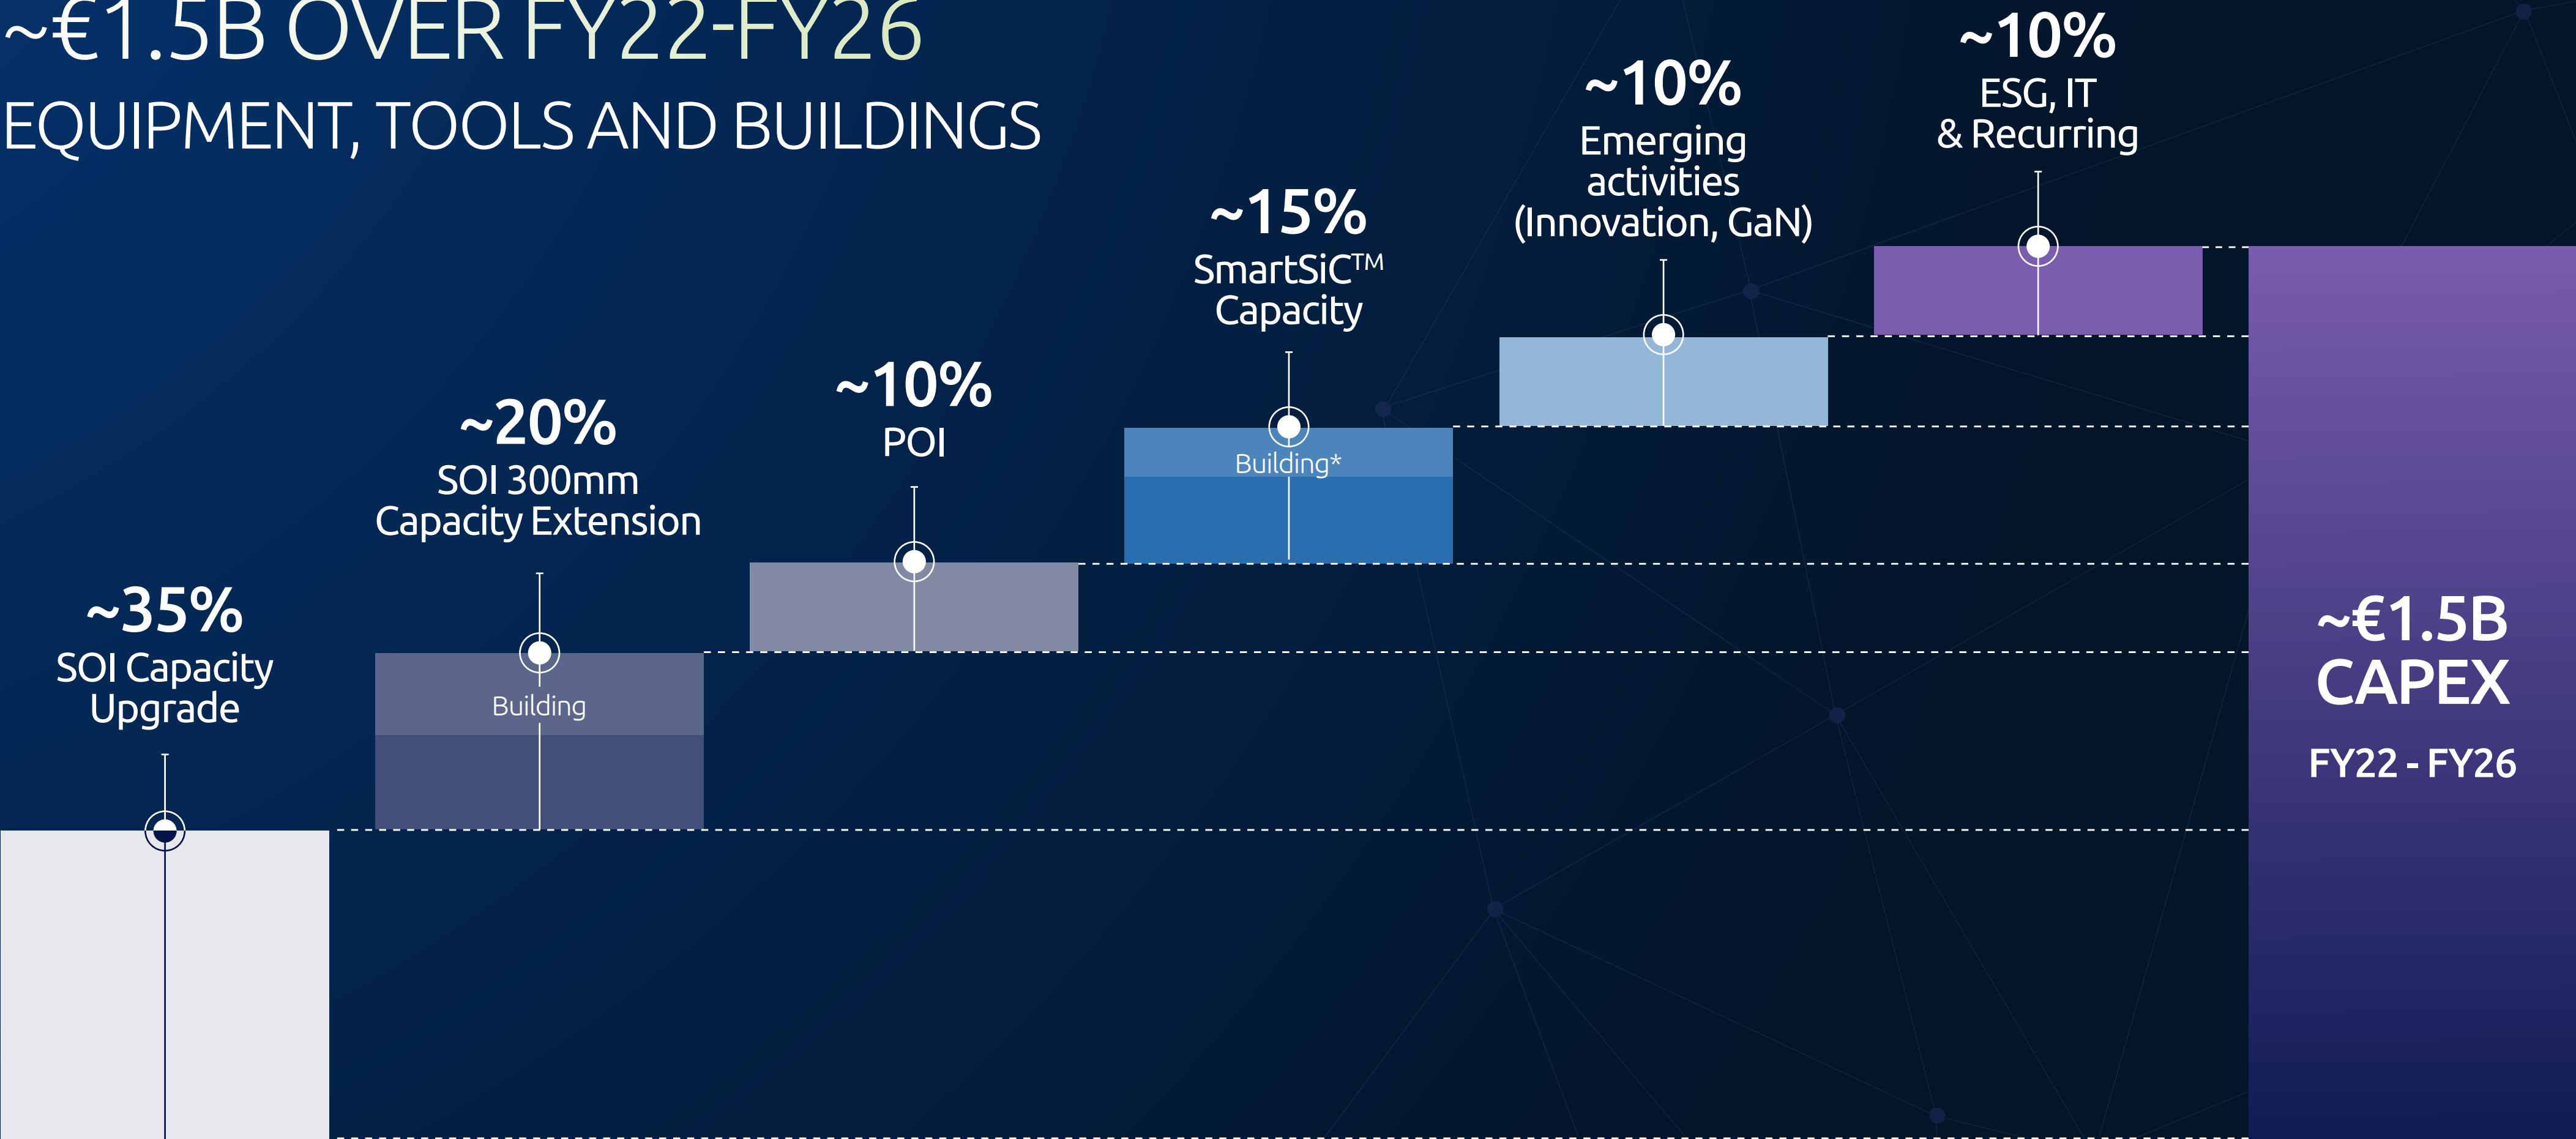 ~€1.5B OVER FY22-FY26
EQUIPMENT, TOOLS AND BUILDINGS
~35%
SOI Capacity
Upgrade
~20%
SOI 300mm
Capacity Extension
Building
~10%
POI
~15%
SmartSiC™
Capacity
Building*
~10%
Emerging
activities
(Innovation, GaN)
~10%
ESG, IT
& Recurring
~€1.5B
CAPEX
FY22 - FY26